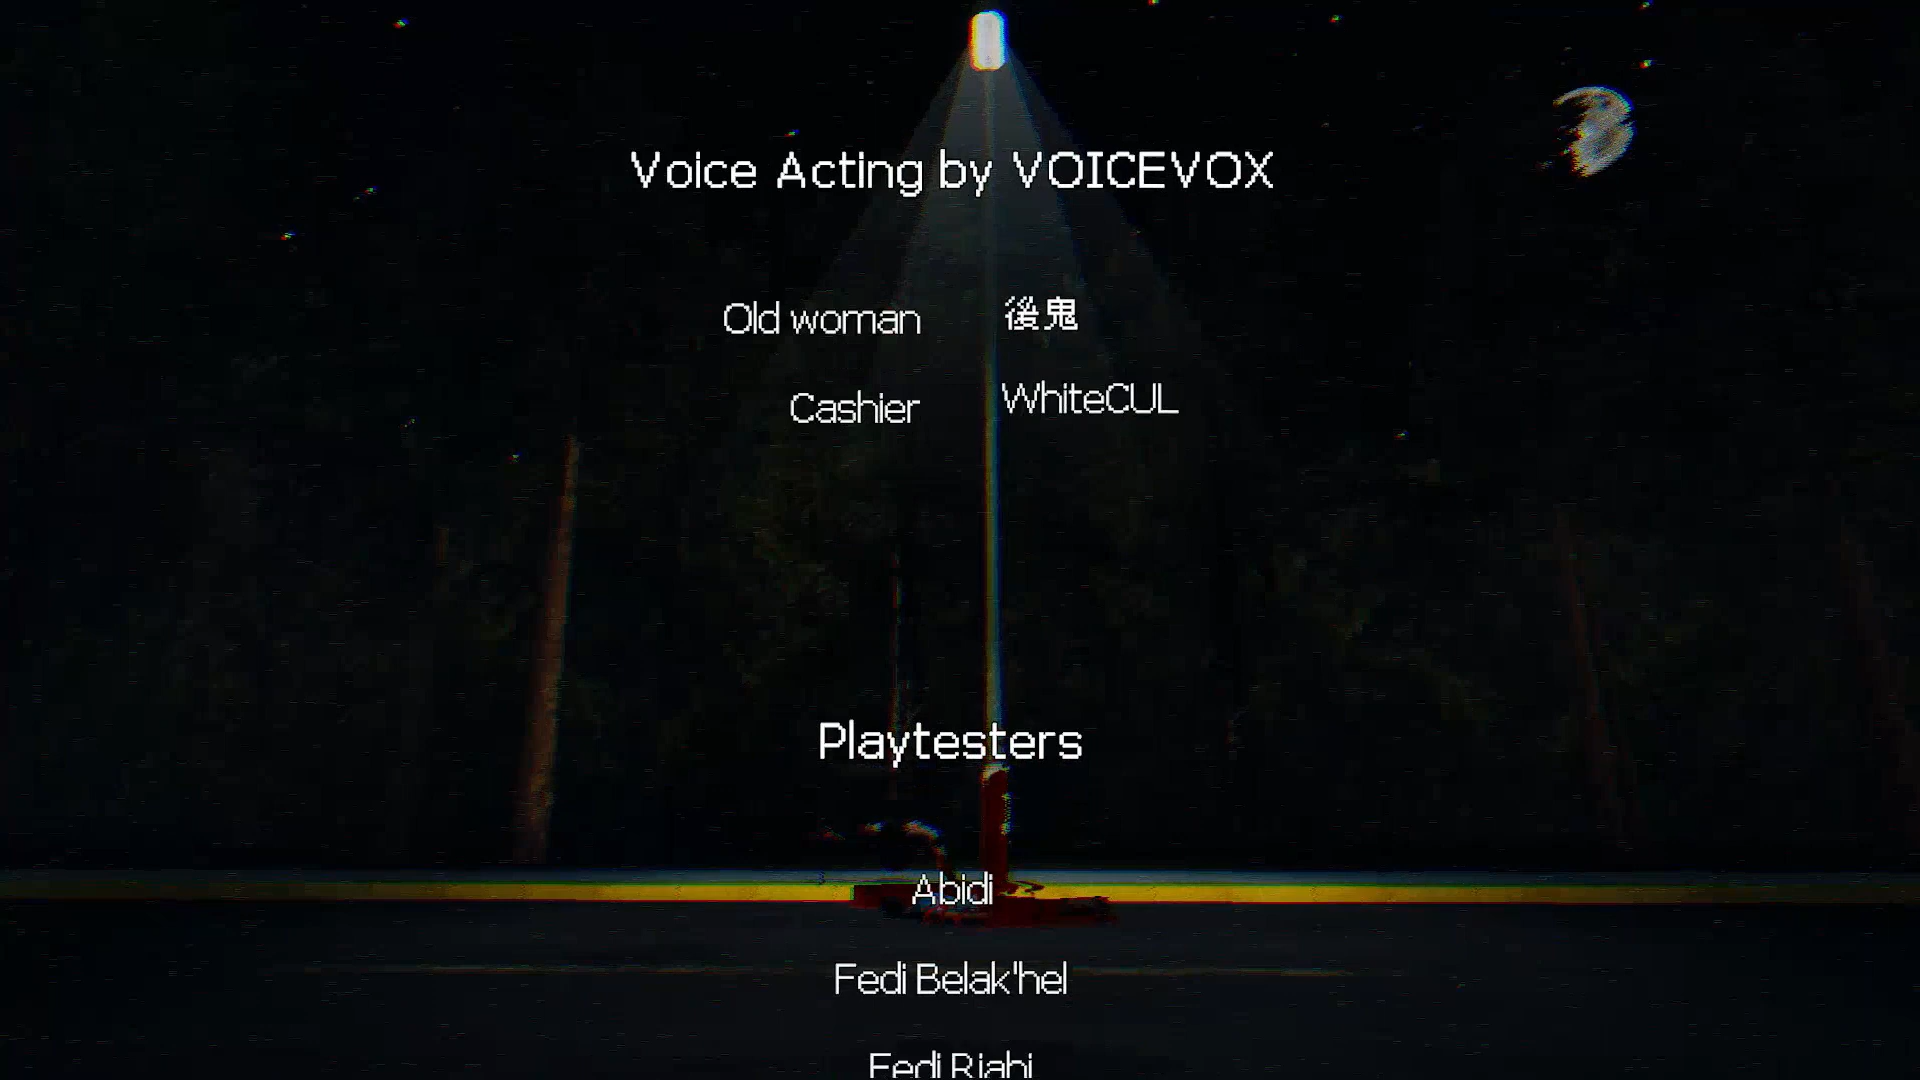 Voice Acting by VOICEVOX
Old woman 後鬼
Cashier WhiteCUL
Playtesters
Abidi
Fedi Belak'hel
Fedi Riahi